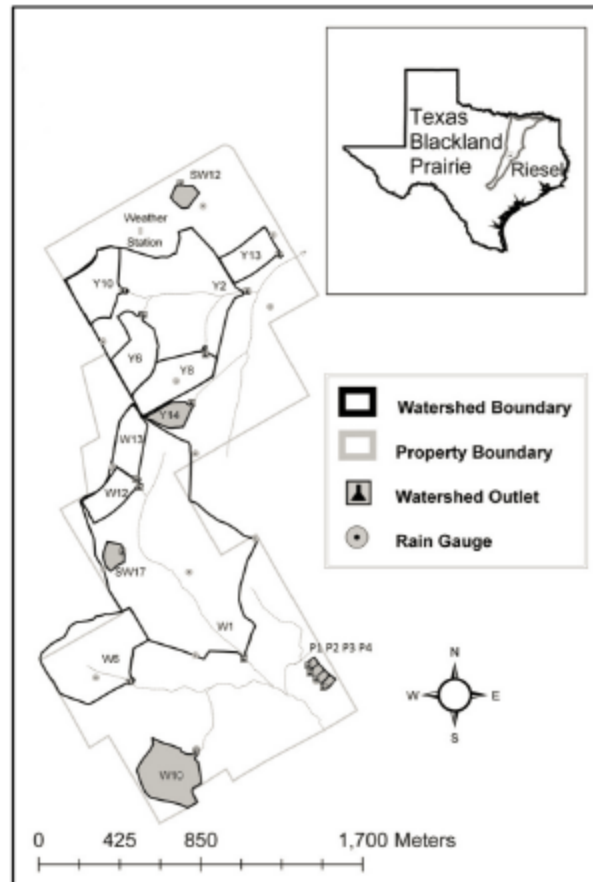 Texas
Blackland
Prairie
Riesel
SW12
Weather
Station
Y13
Y10
Y2
Y6
Y8
Y14
W13
W12
SW17
W1
P1 P2 P3 P4
W6
W10
Watershed Boundary
Property Boundary
Watershed Outlet
Rain Gauge
N
W E
S
0 425 850 1,700 Meters